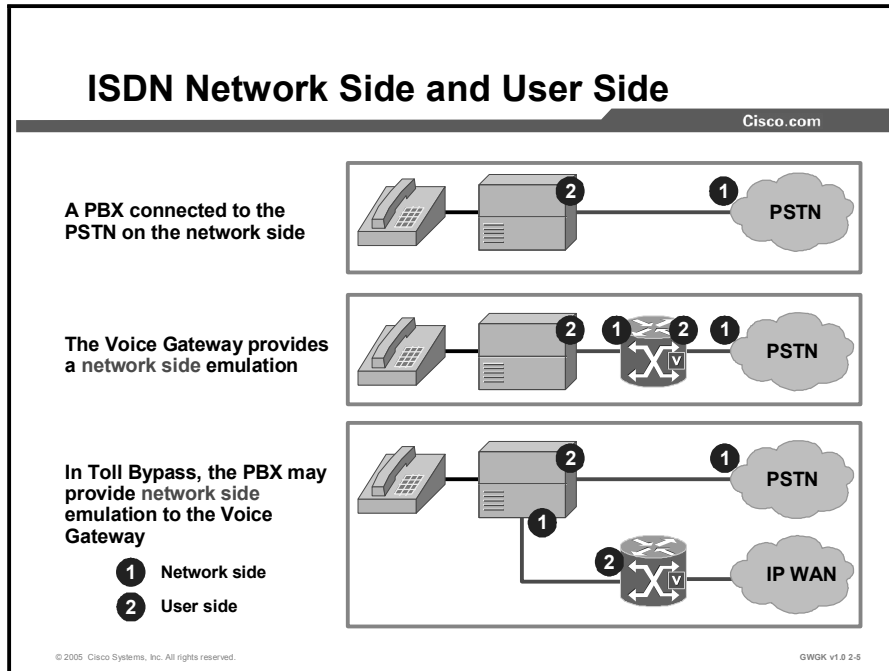 ISDN Network Side and User Side
Cisco.com
A PBX connected to the
PSTN on the network side
2
1
PSTN
The Voice Gateway provides
a network side emulation
2
1
2
1
V
PSTN
In Toll Bypass, the PBX may
provide network side
emulation to the Voice
Gateway
2
1
PSTN
1
2
V
IP WAN
1 Network side
2 User side
© 2005 Cisco Systems, Inc. All rights reserved.
GWGK v1.0 2-5